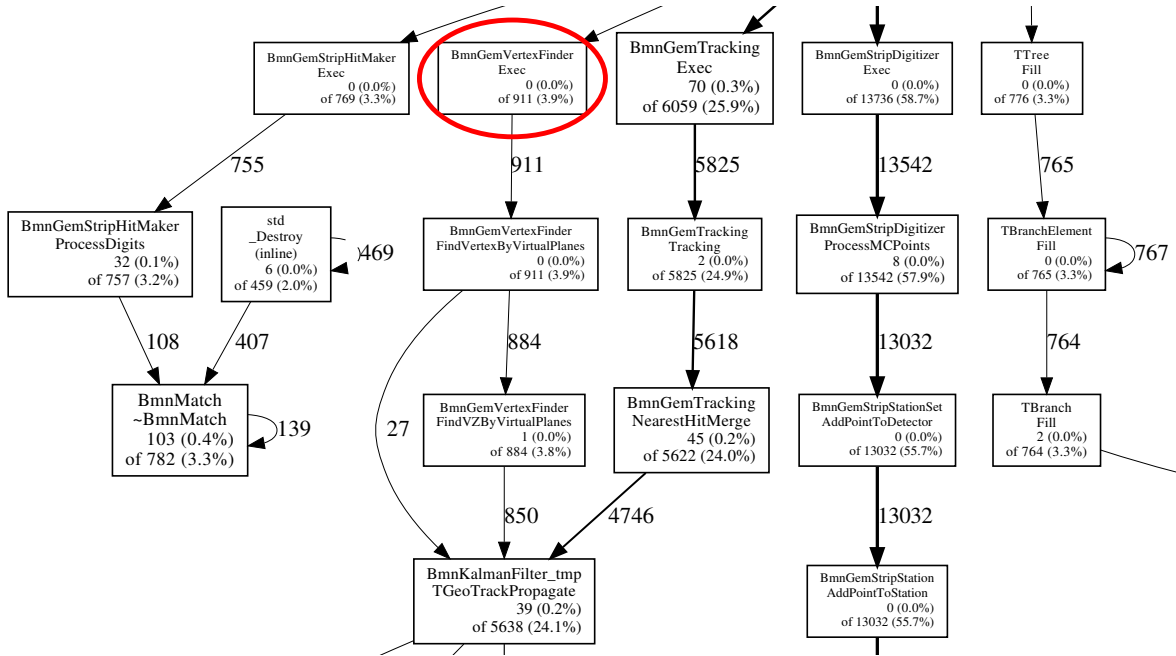 BmnGemStripHitMaker
Exec
0 (0.0%)
of 769 (3.3%)
BmnGemVertexFinder
Exec
0 (0.0%)
of 911 (3.9%)
BmnGemTracking
Exec
70 (0.3%)
of 6059 (25.9%)
BmnGemStripDigitizer
Exec
0 (0.0%)
of 13736 (58.7%)
TTree
Fill
0 (0.0%)
of 776 (3.3%)
755
911
5825
13542
765
BmnGemStripHitMaker
ProcessDigits
32 (0.1%)
of 757 (3.2%)
std
_Destroy
(inline)
6 (0.0%)
of 459 (2.0%)
469
BmnGemVertexFinder
FindVertexByVirtualPlanes
0 (0.0%)
of 911 (3.9%)
BmnGemTracking
Tracking
2 (0.0%)
of 5825 (24.9%)
BmnGemStripDigitizer
ProcessMCPoints
8 (0.0%)
of 13542 (57.9%)
TBranchElement
Fill
0 (0.0%)
of 765 (3.3%)
767
108
407
884
5618
13032
764
BmnMatch
~BmnMatch
103 (0.4%)
of 782 (3.3%)
139
27
BmnGemVertexFinder
FindVZByVirtualPlanes
1 (0.0%)
of 884 (3.8%)
BmnGemTracking
NearestHitMerge
45 (0.2%)
of 5622 (24.0%)
BmnGemStripStationSet
AddPointToDetector
0 (0.0%)
of 13032 (55.7%)
TBranch
Fill
2 (0.0%)
of 764 (3.3%)
850
4746
13032
BmnKalmanFilter_tmp
TGeoTrackPropagate
39 (0.2%)
of 5638 (24.1%)
BmnGemStripStation
AddPointToStation
0 (0.0%)
of 13032 (55.7%)